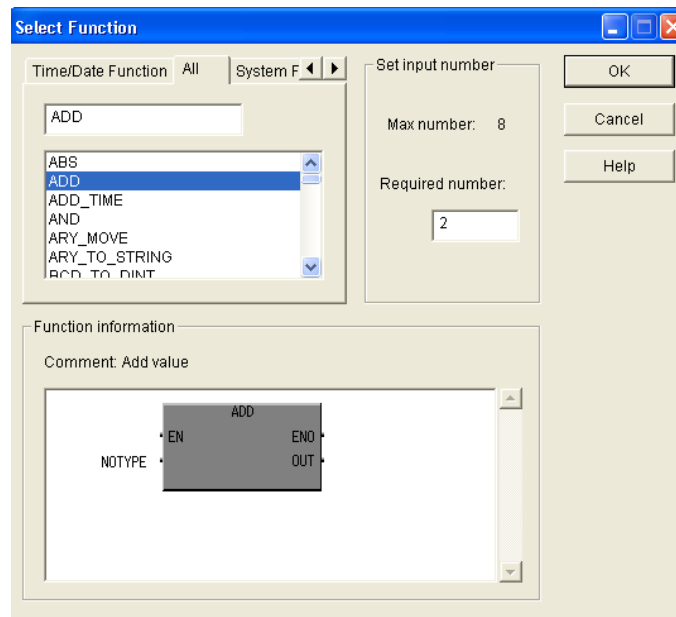 Select Function
Time/Date Function All System F
ADD
ABS
ADD
ADD_TIME
AND
ARY_MOVE
ARY_TO_STRING
BCD_TO_DINT
Set input number
Max number: 8
Required number:
2
OK
Cancel
Help
Function information
Comment: Add value
ADD
EN ENO
NOTYPE OUT